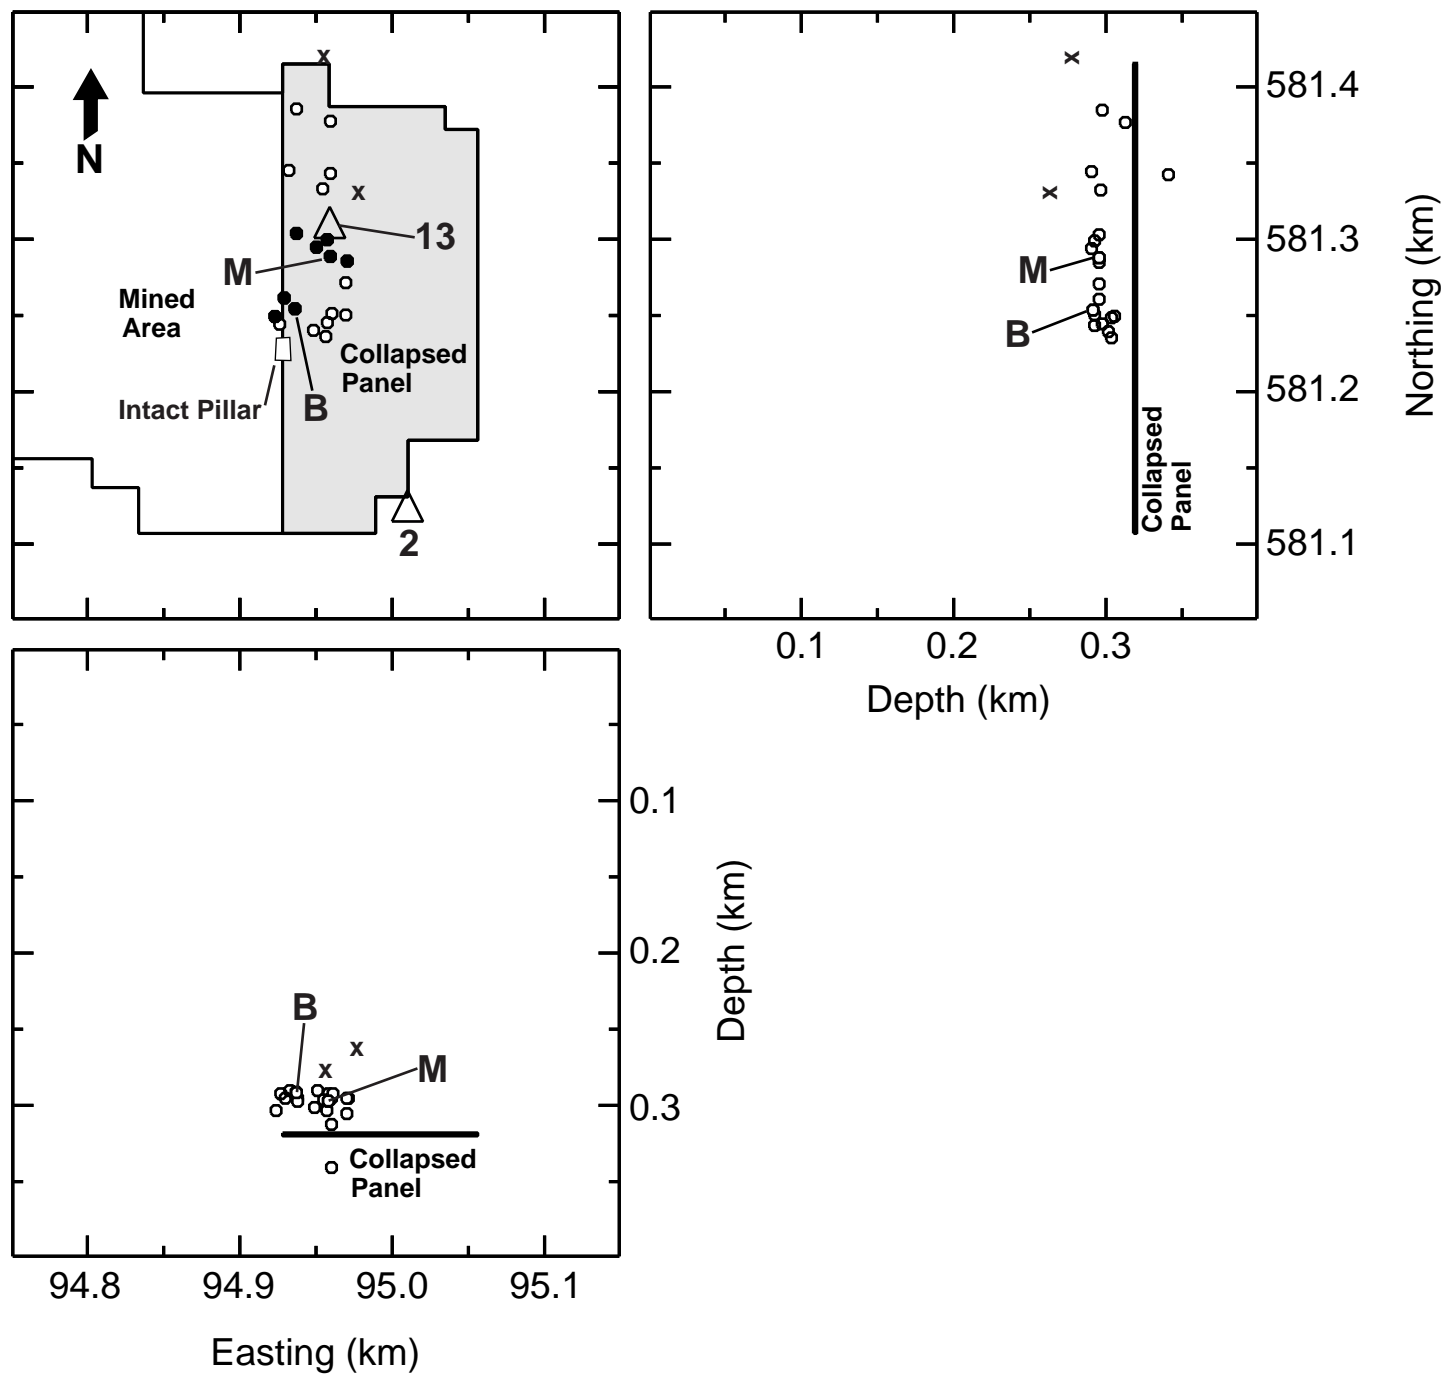 x
N
x
13
M
Mined
Area
Collapsed
Panel
Intact Pillar
B
2
x
x
M
B
Collapsed
Panel
581.4
581.3
581.2
581.1
Northing (km)
0.1
0.2
0.3
Depth (km)
B
x
x
M
Collapsed
Panel
0.1
0.2
0.3
Depth (km)
94.8
94.9
95.0
95.1
Easting (km)